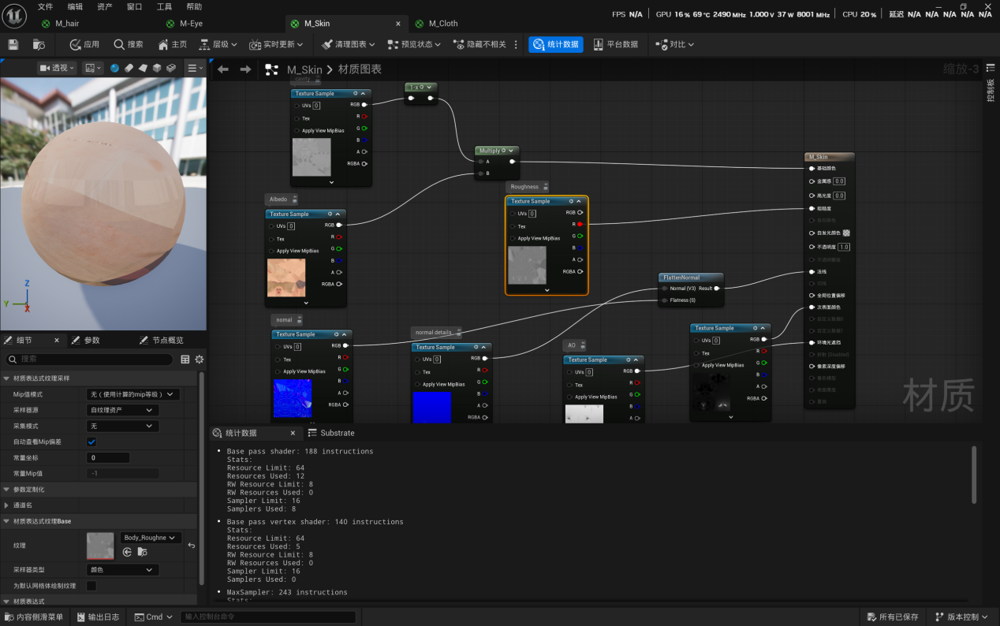 文件 编辑 资产 窗口 工具 帮助
M_hair
M-Eye
M_Skin
M_Cloth
FPS N/A GPU 16% 69℃ 2490 MHz 1.000 V 37 W 8001 MHz CPU 20% 延迟 N/A N/A N/A N/A N/A
应用 搜索 主页 层级 实时更新 清理图表 预览状态 隐藏不相关 统计数据 平台数据 对比
透视
M_Skin > 材质图表
缩放-3
控制板
cavity
Texture Sample
UVs 0
Tex
Apply View MipBias
RGB
R
G
B
A
RGBA
1-x
Multiply
A
B
Albedo
Texture Sample
UVs 0
Tex
Apply View MipBias
RGB
R
G
B
A
RGBA
Roughness
Texture Sample
UVs 0
Tex
Apply View MipBias
RGB
R
G
B
A
RGBA
nomal
Texture Sample
UVs 0
Tex
Apply View MipBias
RGB
R
G
B
A
RGBA
normal details
Texture Sample
UVs 0
Tex
Apply View MipBias
RGB
R
G
B
A
RGBA
FlattenNormal
Normal (V3) Result
Flatness (S)
AO
Texture Sample
UVs 0
Tex
Apply View MipBias
RGB
R
G
B
A
Texture Sample
UVs 0
Tex
Apply View MipBias
RGB
R
G
B
A
RGBA
M_Skin
基础颜色
金属感 0.0
高光度 0.0
粗糙度
自发光颜色
不透明度 1.0
不透明蒙版
法线
切线
全局位置偏移
次表面颜色
自定义数据0
自定义数据1
环境光遮挡
折射 (Disabled)
像素深度偏移
着色模型
表面厚度
置换
材质
Z
Y
X
细节 参数 节点概览
搜索
材质表达式纹理采样
Mip值模式 无（使用计算的mip等级）
采样器源 自纹理资产
采集模式 无
自动查看Mip偏差
常量坐标 0
常量Mip值 -1
参数定制化
通道名
材质表达式纹理Base
纹理 Body_Roughne
采样器类型 颜色
为默认网格体绘制纹理
材质表达式
统计数据 Substrate
Base pass shader: 188 instructions
Stats:
Resource Limit: 64
Resources Used: 12
RW Resource Limit: 8
RW Resources Used: 0
Sampler Limit: 16
Samplers Used: 8
Base pass vertex shader: 140 instructions
Stats:
Resource Limit: 64
Resources Used: 5
RW Resource Limit: 8
RW Resources Used: 0
Sampler Limit: 16
Samplers Used: 0
MaxSampler: 243 instructions
Stats:
内容侧滑菜单 输出日志 Cmd 输入控制台命令 所有已保存 版本控制